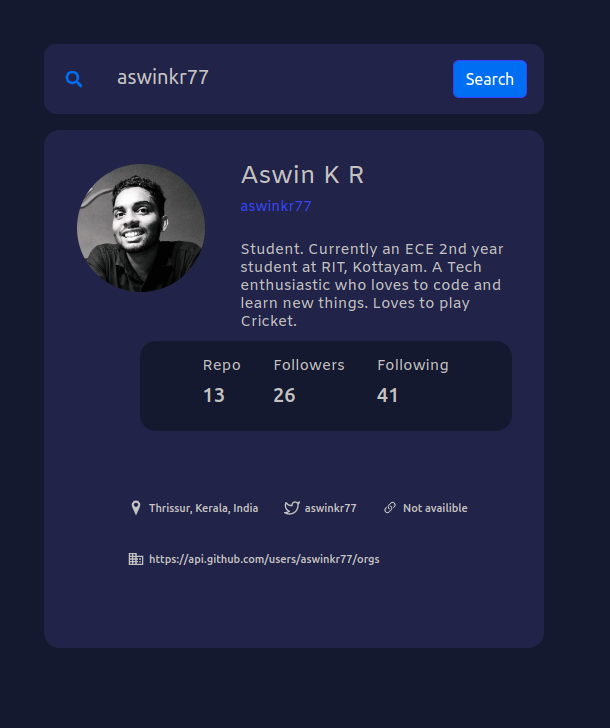 aswinkr77 Search
Aswin K R
aswinkr77
Student. Currently an ECE 2nd year
student at RIT, Kottayam. A Tech
enthusiastic who loves to code and
learn new things. Loves to play
Cricket.
Repo Followers Following
13 26 41
Thrissur, Kerala, India aswinkr77 Not availible
https://api.github.com/users/aswinkr77/orgs